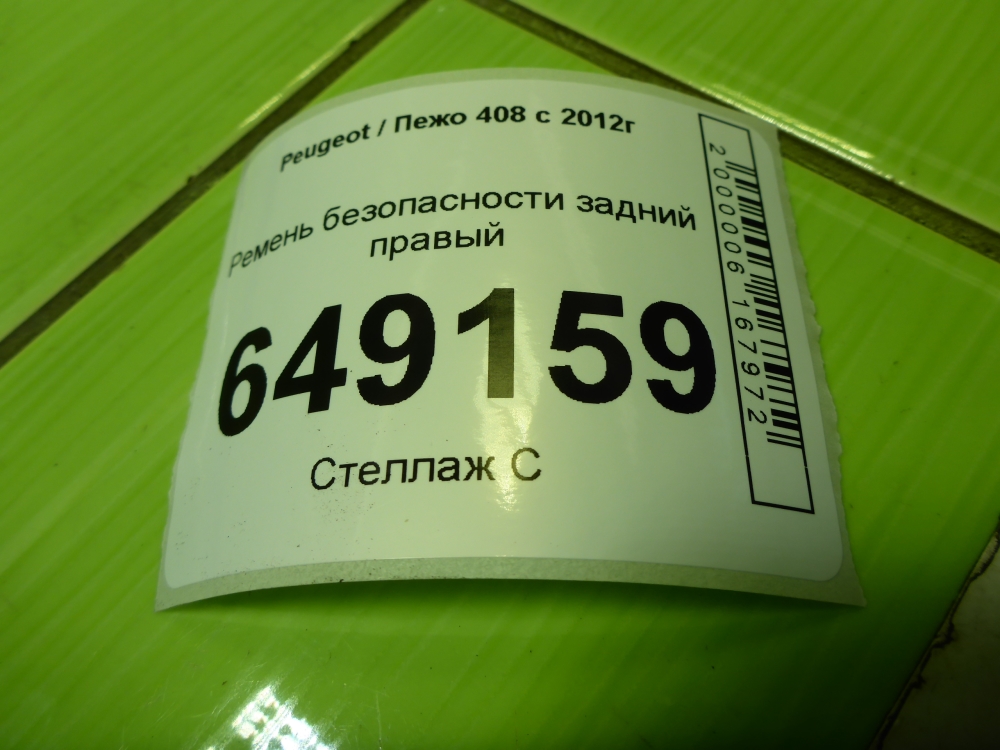 Peugeot / Пежо 408 с 2012г
Ремень безопасности задний
правый
649159
Стеллаж С
2000006167972